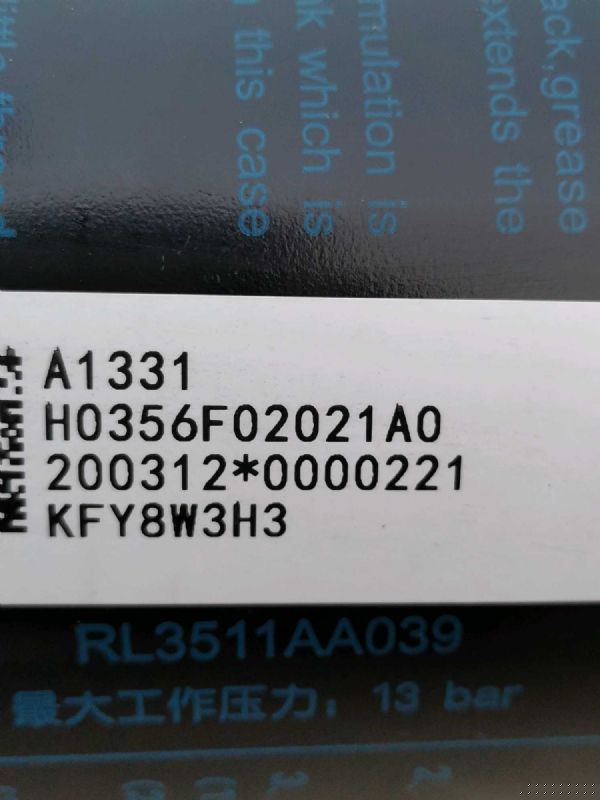 ack, grease
extends the
mulation is
nk which is
this case
A1331
H0356F02021A0
200312*0000221
KFY8W3H3
RL3511AA039
最大工作压力: 13 bar